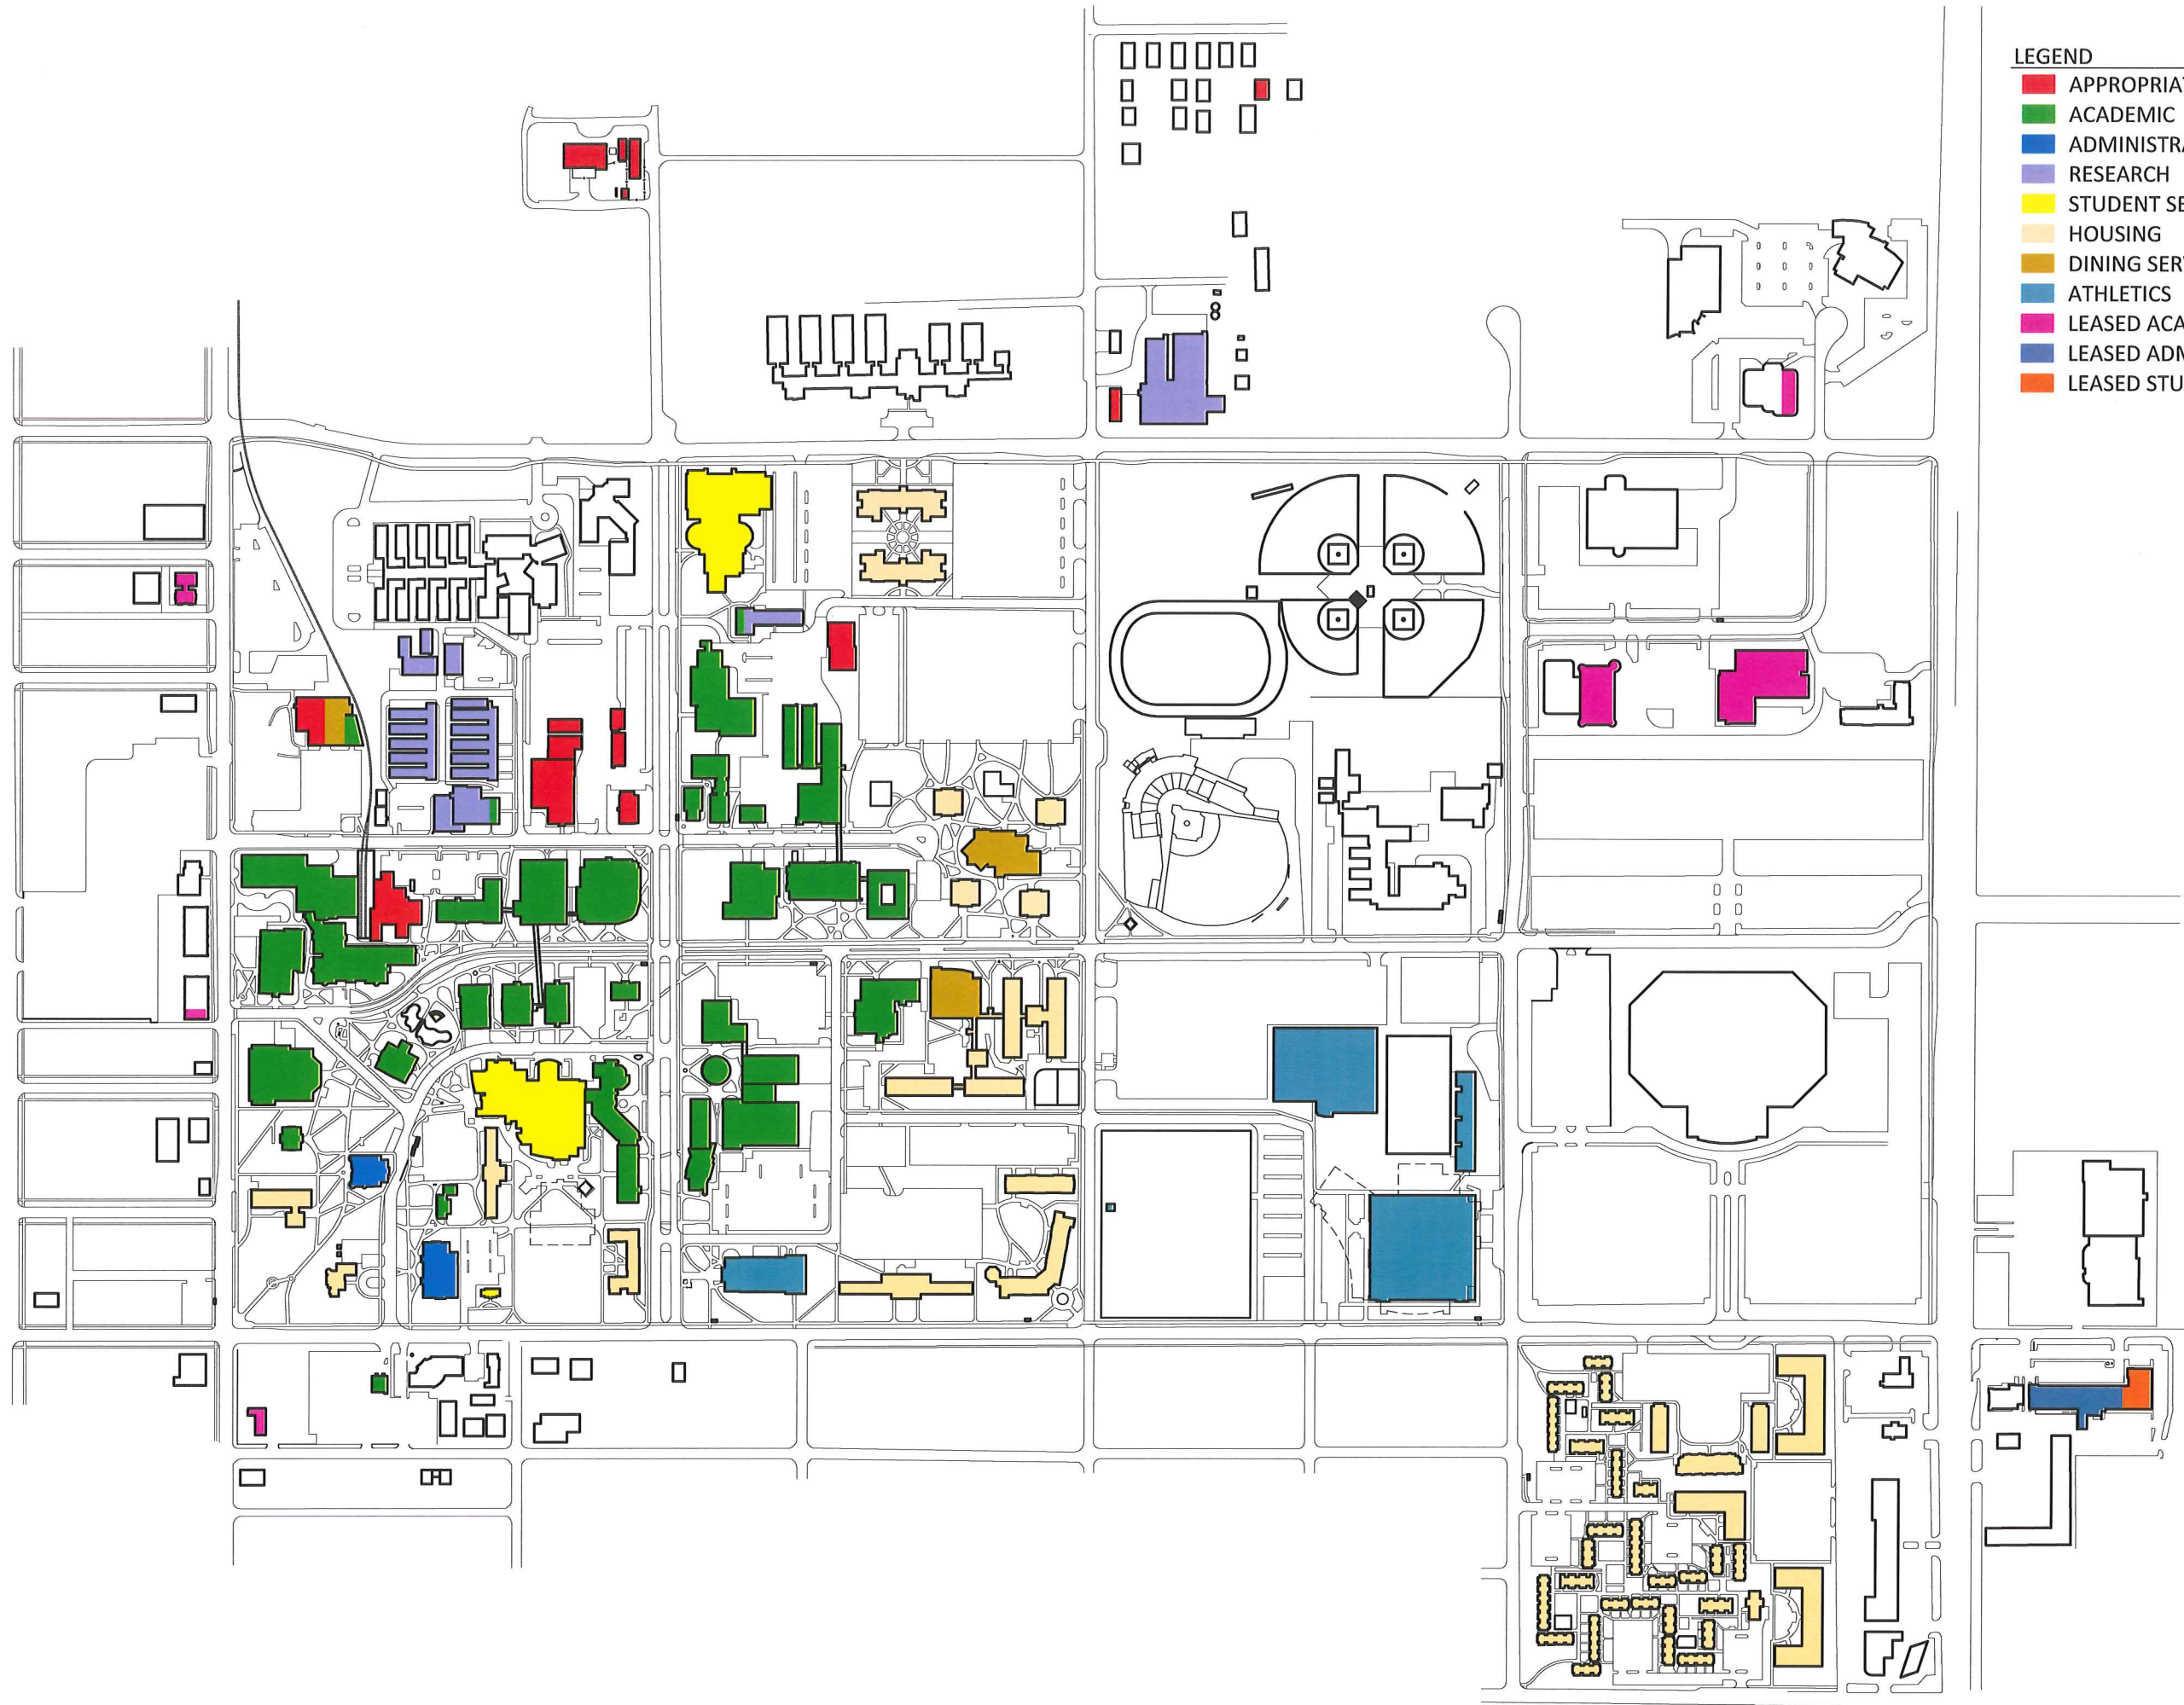 LEGEND
APPROPRIAT
ACADEMIC
ADMINISTRA
RESEARCH
STUDENT SE
HOUSING
DINING SER
ATHLETICS
LEASED ACA
LEASED ADM
LEASED STU